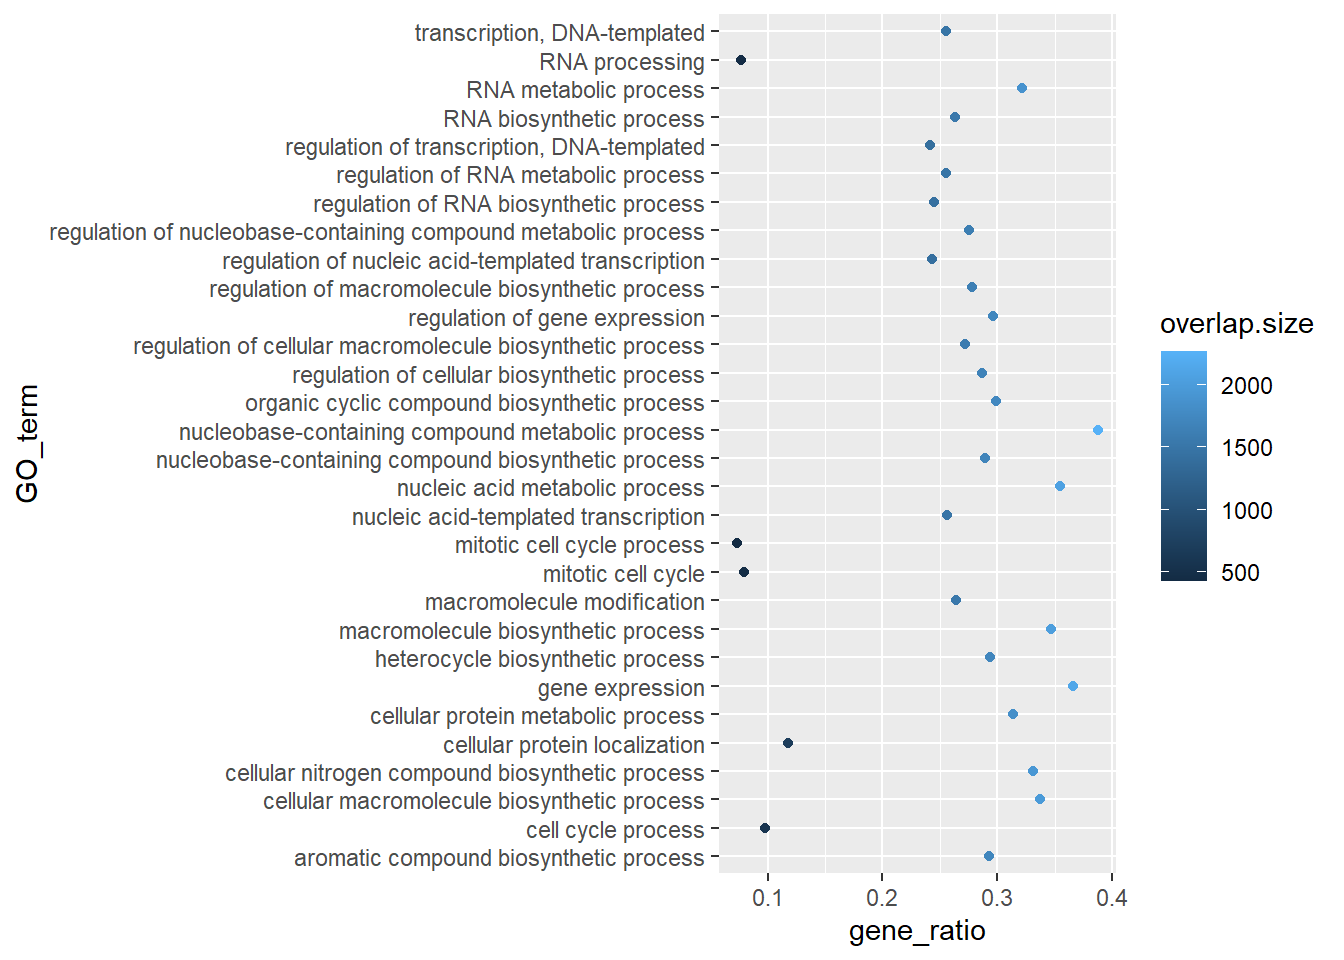 transcription, DNA-templated
RNA processing
RNA metabolic process
RNA biosynthetic process
regulation of transcription, DNA-templated
regulation of RNA metabolic process
regulation of RNA biosynthetic process
regulation of nucleobase-containing compound metabolic process
regulation of nucleic acid-templated transcription
regulation of macromolecule biosynthetic process
regulation of gene expression
regulation of cellular macromolecule biosynthetic process
regulation of cellular biosynthetic process
organic cyclic compound biosynthetic process
nucleobase-containing compound metabolic process
nucleobase-containing compound biosynthetic process
nucleic acid metabolic process
nucleic acid-templated transcription
mitotic cell cycle process
mitotic cell cycle
macromolecule modification
macromolecule biosynthetic process
heterocycle biosynthetic process
gene expression
cellular protein metabolic process
cellular protein localization
cellular nitrogen compound biosynthetic process
cellular macromolecule biosynthetic process
cell cycle process
aromatic compound biosynthetic process
GO_term
0.1 0.2 0.3 0.4
gene_ratio
overlap.size
2000
1500
1000
500